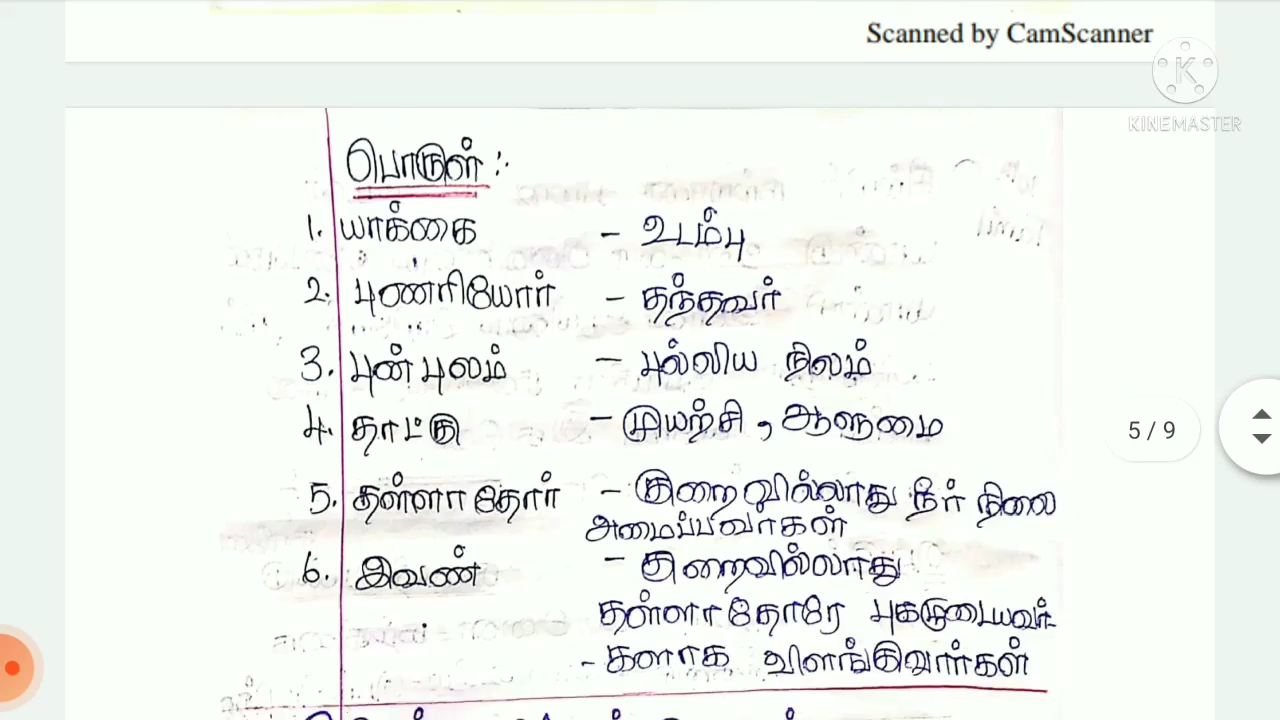 Scanned by CamScanner
KINEMASTER
பொருள் :-
1. யாக்கை - உடம்பு
2. புணரியோர் - தந்தவர்
3. புன்புலம் - புல்லிய நிலம்
4. தாட்கு - முயற்சி, ஆளுமை
5. தள்ளாதோர் - குறைவில்லாது நீர் நிலை
அமைப்பவர்கள்
6. இவண் - குறைவில்லாது
தள்ளாதோரே புகழுடையவர்
- களாக விளங்குவார்கள்
5 / 9